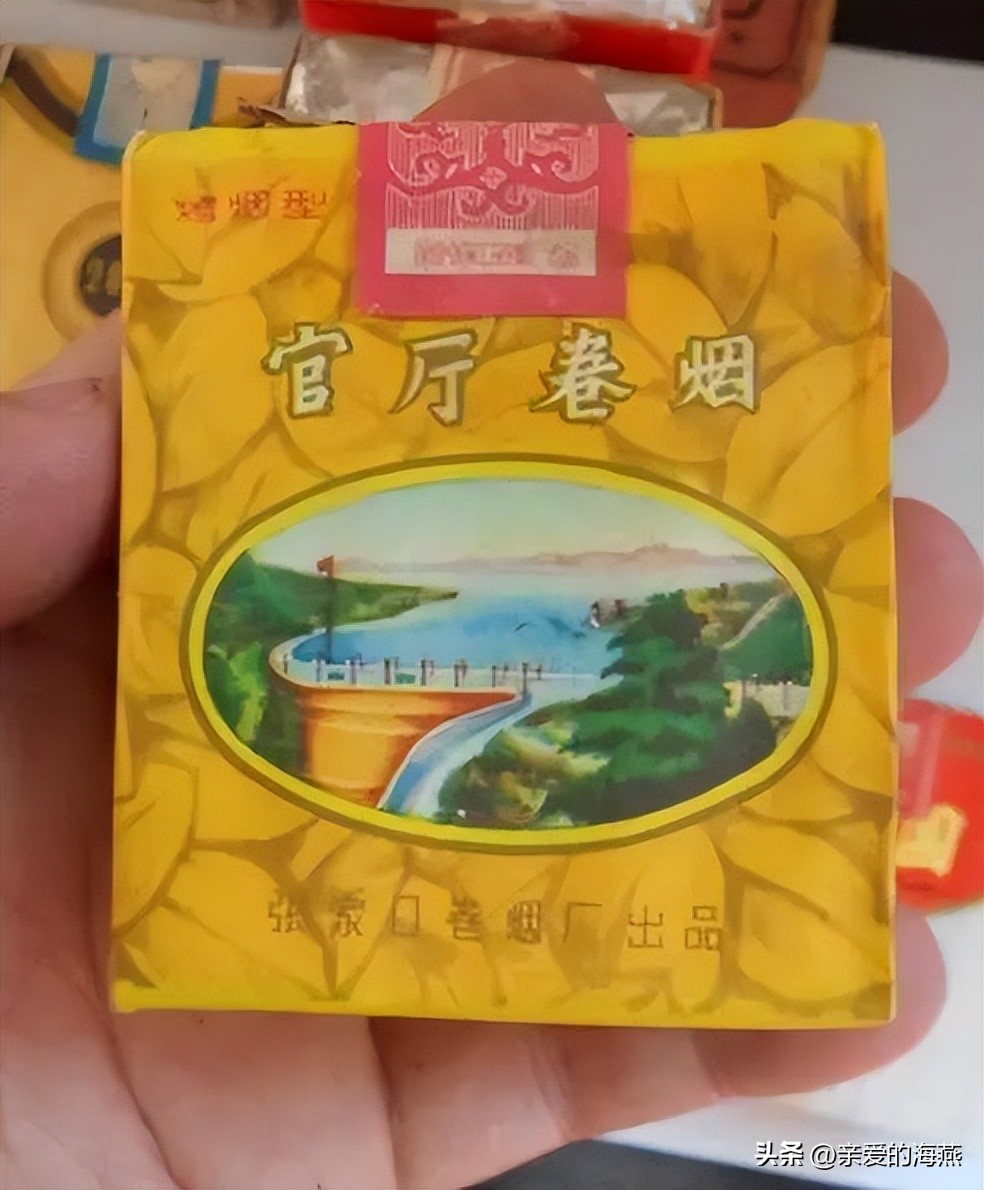 烤烟型
官厅卷烟
张家口卷烟厂出品
头条 @亲爱的海燕